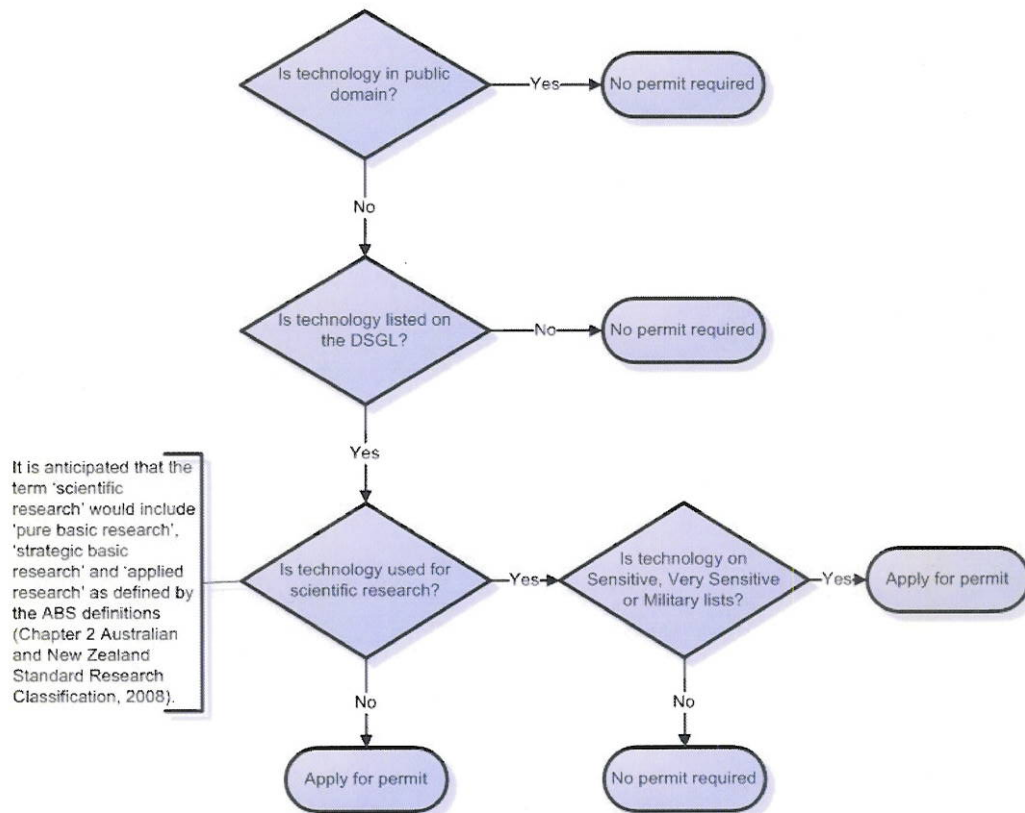 Is technology in public
domain?
Yes
No permit required
No
Is technology listed on
the DSGL?
No
No permit required
Yes
It is anticipated that the
term ‘scientific
research’ would include
‘pure basic research’,
‘strategic basic
research’ and ‘applied
research’ as defined by
the ABS definitions
(Chapter 2 Australian
and New Zealand
Standard Research
Classification, 2008).
Is technology used for
scientific research?
Yes
Is technology on
Sensitive, Very Sensitive
or Military lists?
Yes
Apply for permit
No
Apply for permit
No
No permit required